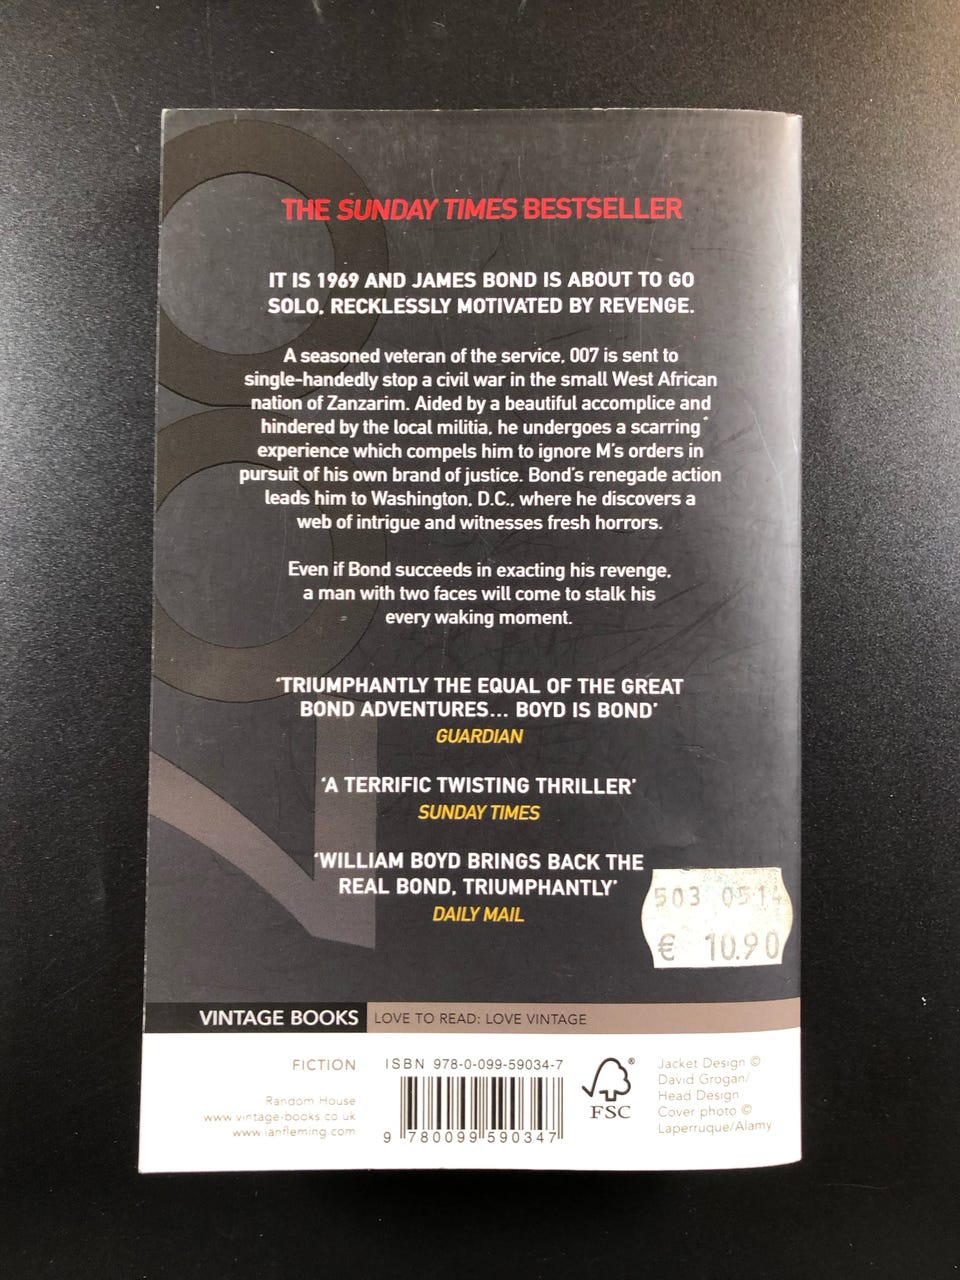 THE SUNDAY TIMES BESTSELLER
IT IS 1969 AND JAMES BOND IS ABOUT TO GO
SOLO, RECKLESSLY MOTIVATED BY REVENGE.
A seasoned veteran of the service, 007 is sent to
single-handedly stop a civil war in the small West African
nation of Zanzarim. Aided by a beautiful accomplice and
hindered by the local militia, he undergoes a scarring
experience which compels him to ignore M's orders in
pursuit of his own brand of justice. Bond's renegade action
leads him to Washington, D.C., where he discovers a
web of intrigue and witnesses fresh horrors.
Even if Bond succeeds in exacting his revenge,
a man with two faces will come to stalk his
every waking moment.
'TRIUMPHANTLY THE EQUAL OF THE GREAT
BOND ADVENTURES... BOYD IS BOND'
GUARDIAN
'A TERRIFIC TWISTING THRILLER'
SUNDAY TIMES
'WILLIAM BOYD BRINGS BACK THE
REAL BOND, TRIUMPHANTLY'
DAILY MAIL
503 0514
€ 10.90
VINTAGE BOOKS
LOVE TO READ: LOVE VINTAGE
FICTION
Random House
www.vintage-books.co.uk
www.ianfleming.com
ISBN 978-0-099-59034-7
9 780099 590347
FSC®
Jacket Design ©
David Grogan/
Head Design
Cover photo ©
Laperruque/Alamy
007